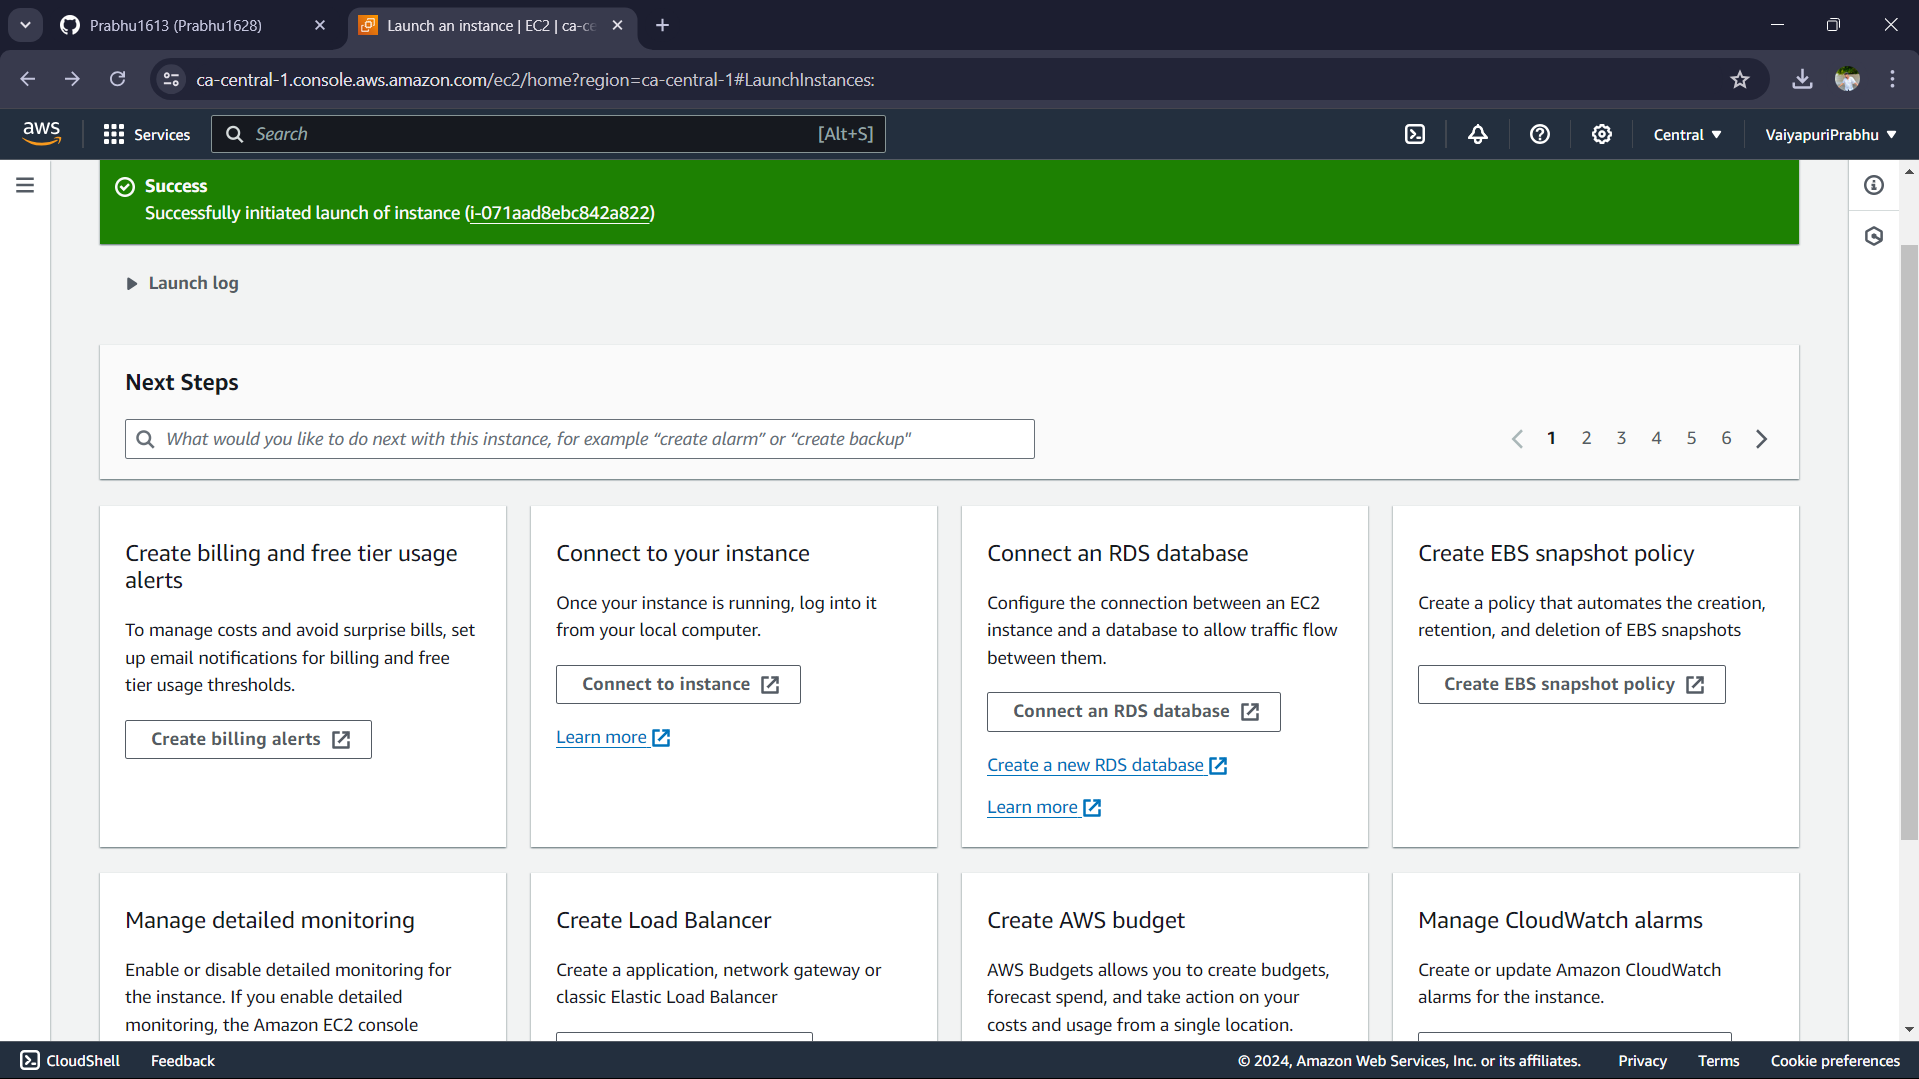 Prabhu1613 (Prabhu1628)
Launch an instance | EC2 | ca-ce
ca-central-1.console.aws.amazon.com/ec2/home?region=ca-central-1#LaunchInstances:
aws
Services
Search
[Alt+S]
Central
VaiyapuriPrabhu
Success
Successfully initiated launch of instance (i-071aad8ebc842a822)
Launch log
Next Steps
What would you like to do next with this instance, for example “create alarm” or “create backup"
1 2 3 4 5 6
Create billing and free tier usage
alerts
To manage costs and avoid surprise bills, set
up email notifications for billing and free
tier usage thresholds.
Create billing alerts
Connect to your instance
Once your instance is running, log into it
from your local computer.
Connect to instance
Learn more
Connect an RDS database
Configure the connection between an EC2
instance and a database to allow traffic flow
between them.
Connect an RDS database
Create a new RDS database
Learn more
Create EBS snapshot policy
Create a policy that automates the creation,
retention, and deletion of EBS snapshots
Create EBS snapshot policy
Manage detailed monitoring
Enable or disable detailed monitoring for
the instance. If you enable detailed
monitoring, the Amazon EC2 console
Create Load Balancer
Create a application, network gateway or
classic Elastic Load Balancer
Create AWS budget
AWS Budgets allows you to create budgets,
forecast spend, and take action on your
costs and usage from a single location.
Manage CloudWatch alarms
Create or update Amazon CloudWatch
alarms for the instance.
CloudShell
Feedback
© 2024, Amazon Web Services, Inc. or its affiliates.
Privacy
Terms
Cookie preferences